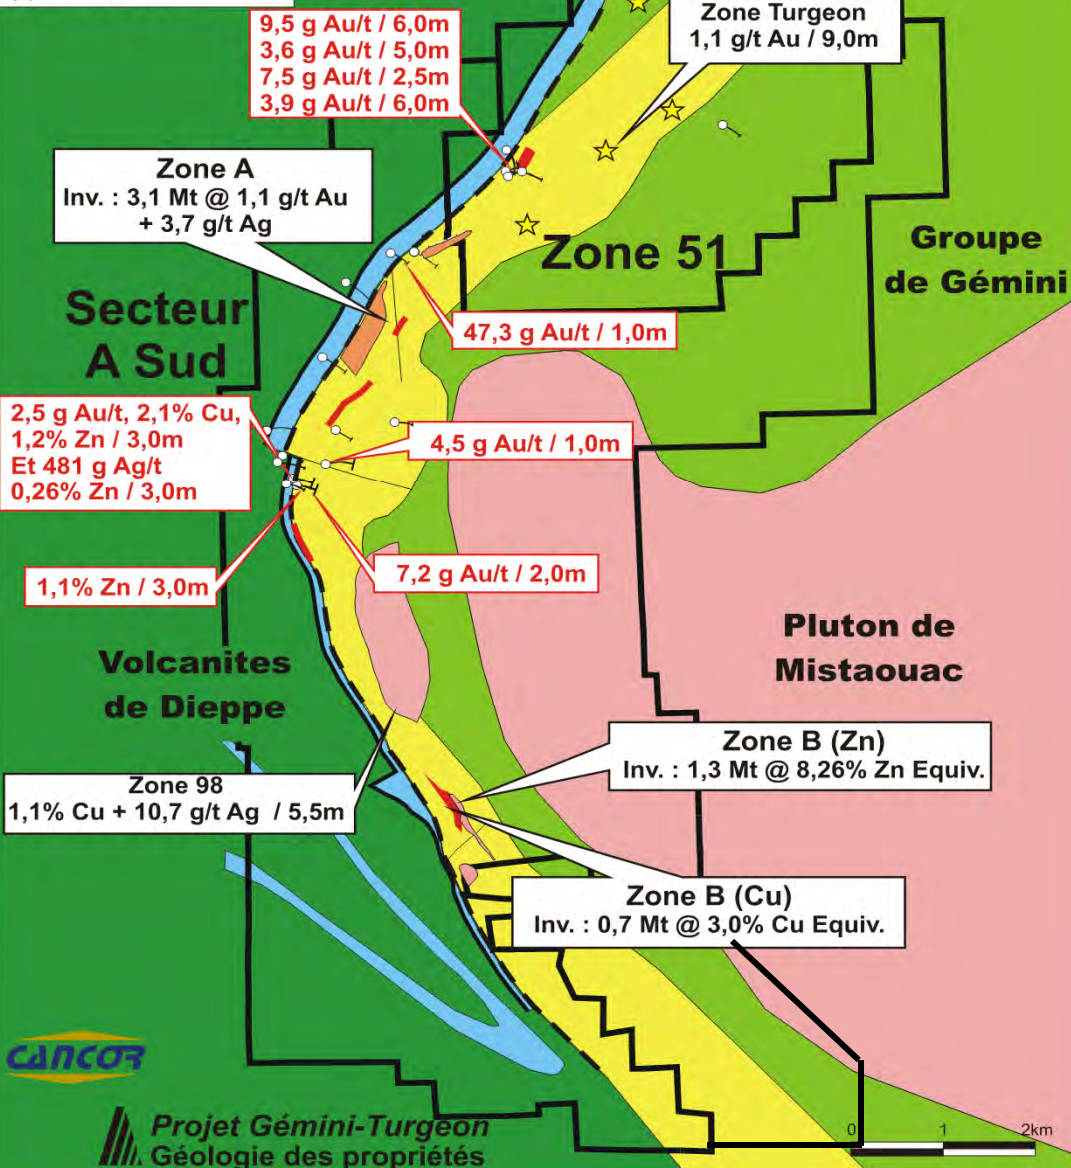 9,5 g Au/t / 6,0m
3,6 g Au/t / 5,0m
7,5 g Au/t / 2,5m
3,9 g Au/t / 6,0m
Zone Turgeon
1,1 g/t Au / 9,0m
Zone A
Inv. : 3,1 Mt @ 1,1 g/t Au
+ 3,7 g/t Ag
Zone 51
Groupe
de Gémini
Secteur
A Sud
47,3 g Au/t / 1,0m
2,5 g Au/t, 2,1% Cu,
1,2% Zn / 3,0m
Et 481 g Ag/t
0,26% Zn / 3,0m
4,5 g Au/t / 1,0m
1,1% Zn / 3,0m
7,2 g Au/t / 2,0m
Pluton de
Mistaouac
Volcanites
de Dieppe
Zone B (Zn)
Inv. : 1,3 Mt @ 8,26% Zn Equiv.
Zone 98
1,1% Cu + 10,7 g/t Ag / 5,5m
Zone B (Cu)
Inv. : 0,7 Mt @ 3,0% Cu Equiv.
CANCOR
Projet Gémini-Turgeon
Géologie des propriétés
0 1 2km